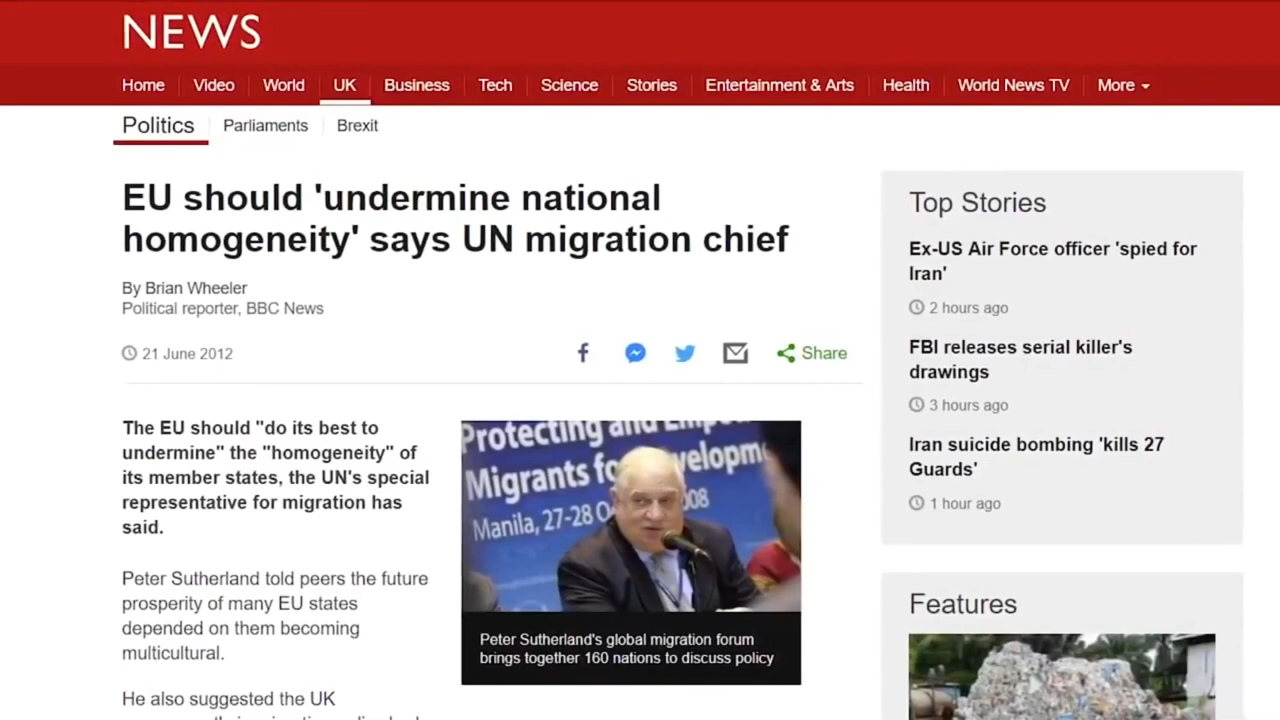 NEWS
Home Video World UK Business Tech Science Stories Entertainment & Arts Health World News TV More
Politics Parliaments Brexit
EU should 'undermine national
homogeneity' says UN migration chief
By Brian Wheeler
Political reporter, BBC News
21 June 2012
Share
The EU should "do its best to
undermine" the "homogeneity" of
its member states, the UN's special
representative for migration has
said.
Peter Sutherland told peers the future
prosperity of many EU states
depended on them becoming
multicultural.
He also suggested the UK
Protecting and
Migrants
Manila, 27-28
Peter Sutherland's global migration forum
brings together 160 nations to discuss policy
Top Stories
Ex-US Air Force officer 'spied for
Iran'
2 hours ago
FBI releases serial killer's
drawings
3 hours ago
Iran suicide bombing 'kills 27
Guards'
1 hour ago
Features